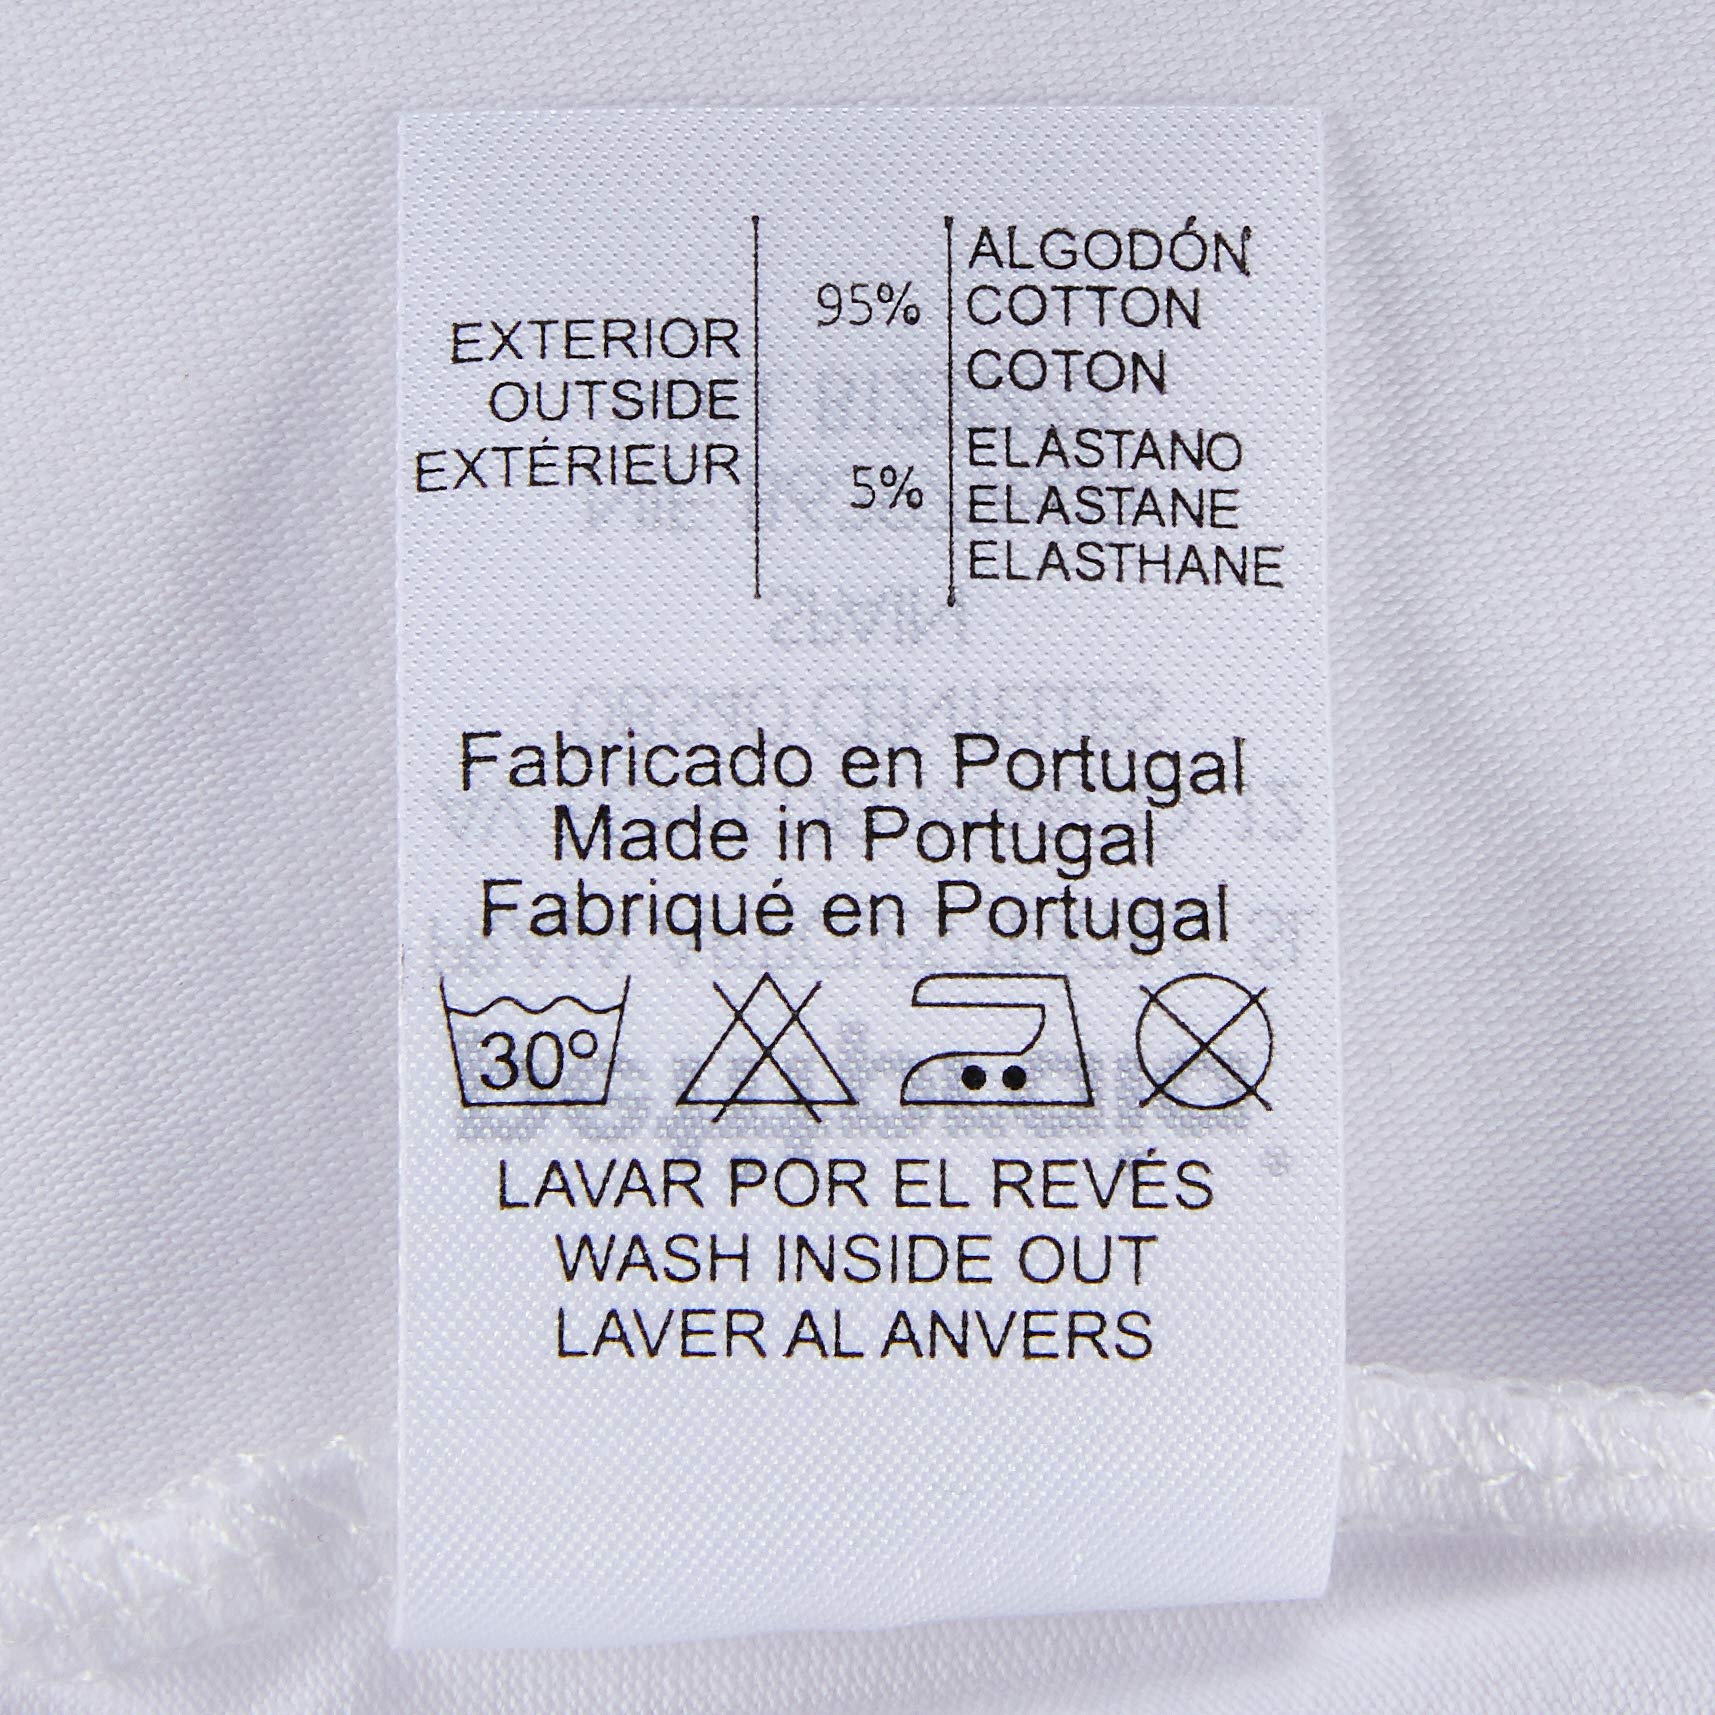 EXTERIOR
OUTSIDE
EXTÉRIEUR
95%
ALGODÓN
COTTON
COTON
5%
ELASTANO
ELASTANE
ELASTHANE
Fabricado en Portugal
Made in Portugal
Fabriqué en Portugal
30°
LAVAR POR EL REVÉS
WASH INSIDE OUT
LAVER AL ANVERS